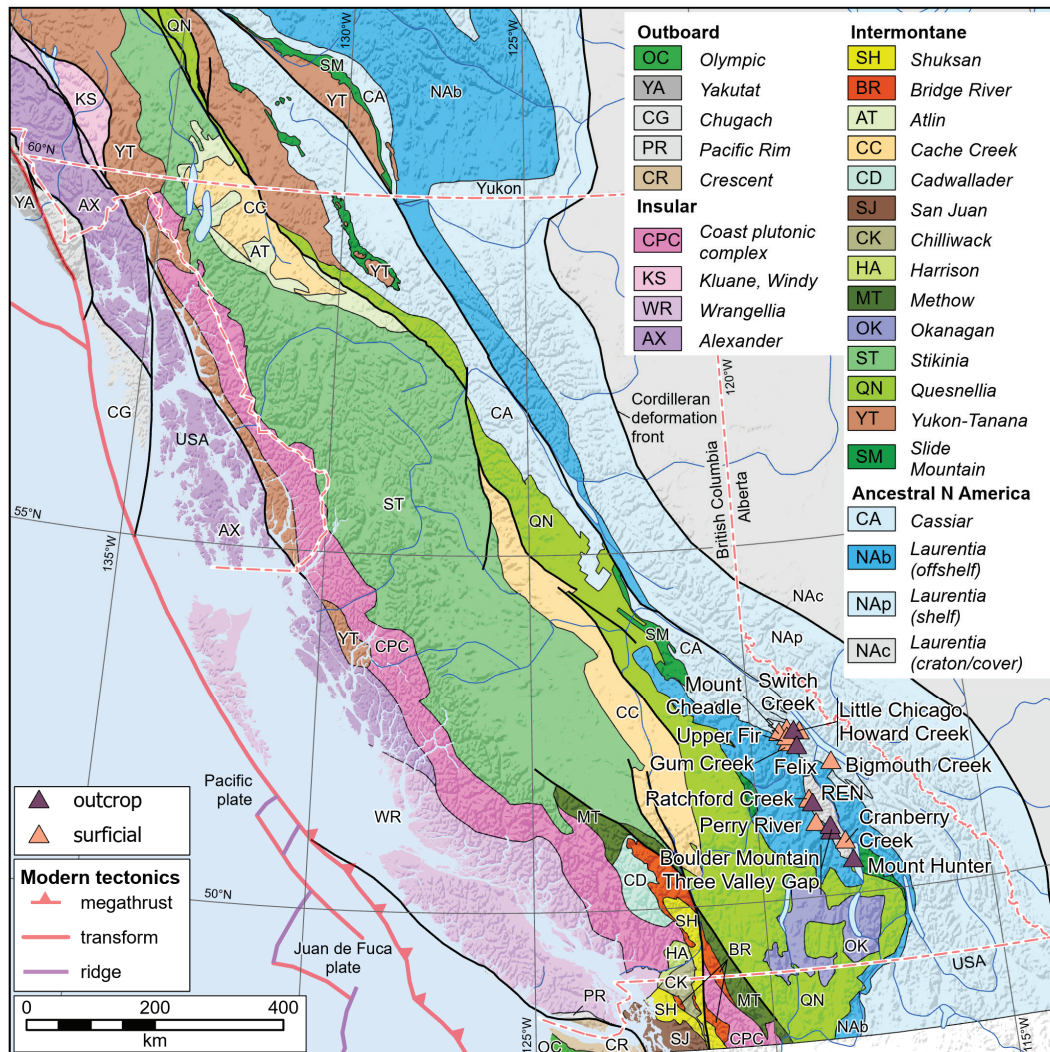 QN
130°W
125°W
SM
YT
CA
NAb
KS
YT
60°N
Yukon
YA
AX
CC
AT
YT
CG
USA
ST
CA
QN
Cordilleran
deformation
front
120°W
British Columbia
Alberta
55°N
135°W
AX
NAc
NAp
SM
CA
YT
CPC
CC
Mount
Cheadle
Switch
Creek
Little Chicago
Howard Creek
Upper Fir
Gum Creek
Felix
Bigmouth Creek
REN
Ratchford Creek
Cranberry
Creek
Perry River
Boulder Mountain
Three Valley Gap
Mount Hunter
Pacific
plate
WR
MT
CD
50°N
SH
HA
BR
OK
USA
CK
Juan de Fuca
plate
PR
SH
MT
QN
NAb
125°W
OC
CR
SJ
CPC
115°W
Outboard
OC Olympic
YA Yakutat
CG Chugach
PR Pacific Rim
CR Crescent
Insular
CPC Coast plutonic
complex
KS Kluane, Windy
WR Wrangellia
AX Alexander
Intermontane
SH Shuksan
BR Bridge River
AT Atlin
CC Cache Creek
CD Cadwallader
SJ San Juan
CK Chilliwack
HA Harrison
MT Methow
OK Okanagan
ST Stikinia
QN Quesnellia
YT Yukon-Tanana
SM Slide
Mountain
Ancestral N America
CA Cassiar
NAb Laurentia
(offshelf)
NAp Laurentia
(shelf)
NAc Laurentia
(craton/cover)
outcrop
surficial
Modern tectonics
megathrust
transform
ridge
0 200 400
km